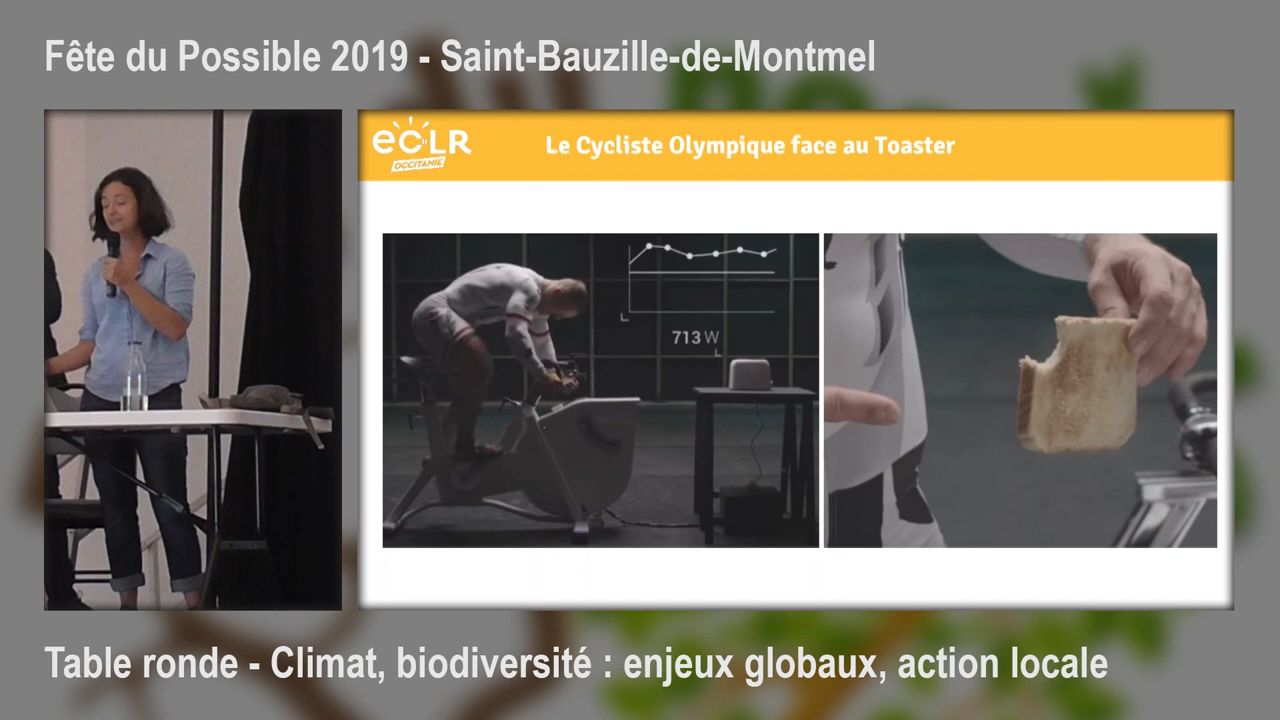 Fête du Possible 2019 - Saint-Bauzille-de-Montmel
ecLR
OCCITANIE
Le Cycliste Olympique face au Toaster
713 W
Table ronde - Climat, biodiversité : enjeux globaux, action locale